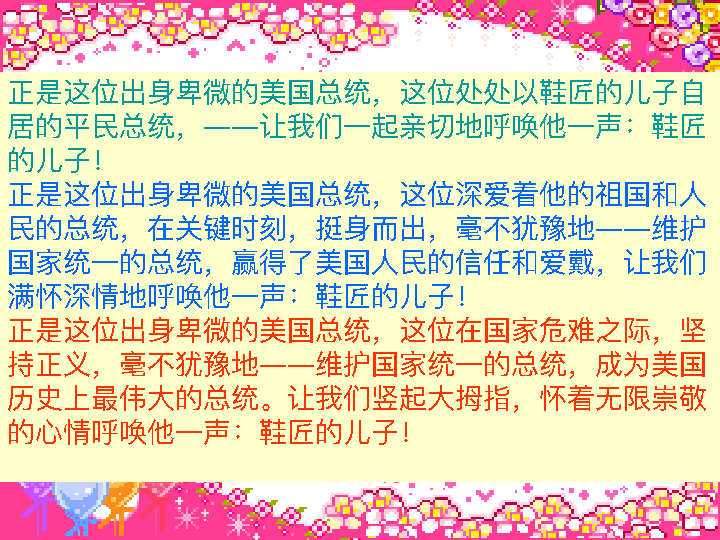 正是这位出身卑微的美国总统，这位处处以鞋匠的儿子自
居的平民总统，——让我们一起亲切地呼唤他一声：鞋匠
的儿子！
正是这位出身卑微的美国总统，这位深爱着他的祖国和人
民的总统，在关键时刻，挺身而出，毫不犹豫地——维护
国家统一的总统，赢得了美国人民的信任和爱戴，让我们
满怀深情地呼唤他一声：鞋匠的儿子！
正是这位出身卑微的美国总统，这位在国家危难之际，坚
持正义，毫不犹豫地——维护国家统一的总统，成为美国
历史上最伟大的总统。让我们竖起大拇指，怀着无限崇敬
的心情呼唤他一声：鞋匠的儿子！